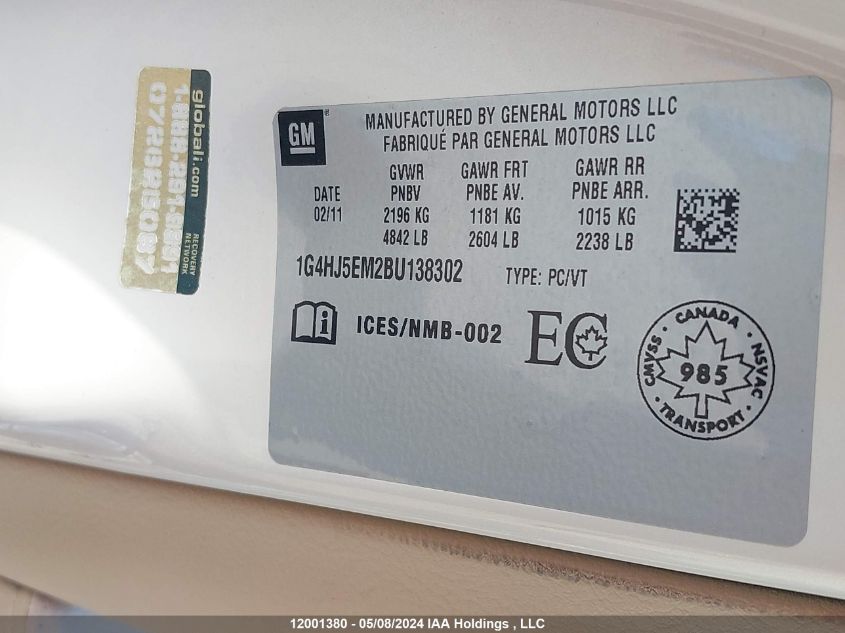 GM
MANUFACTURED BY GENERAL MOTORS LLC
FABRIQUÉ PAR GENERAL MOTORS LLC
DATE
02/11
GVWR
PNBV
2196 KG
4842 LB
GAWR FRT
PNBE AV.
1181 KG
2604 LB
GAWR RR
PNBE ARR.
1015 KG
2238 LB
1G4HJ5EM2BU138302 TYPE: PC/VT
i ICES/NMB-002 EC
CANADA
CMVSS 985 NSVAC
TRANSPORT
globali.com
RECOVERY
NETWORK
12001380 - 05/08/2024 IAA Holdings , LLC